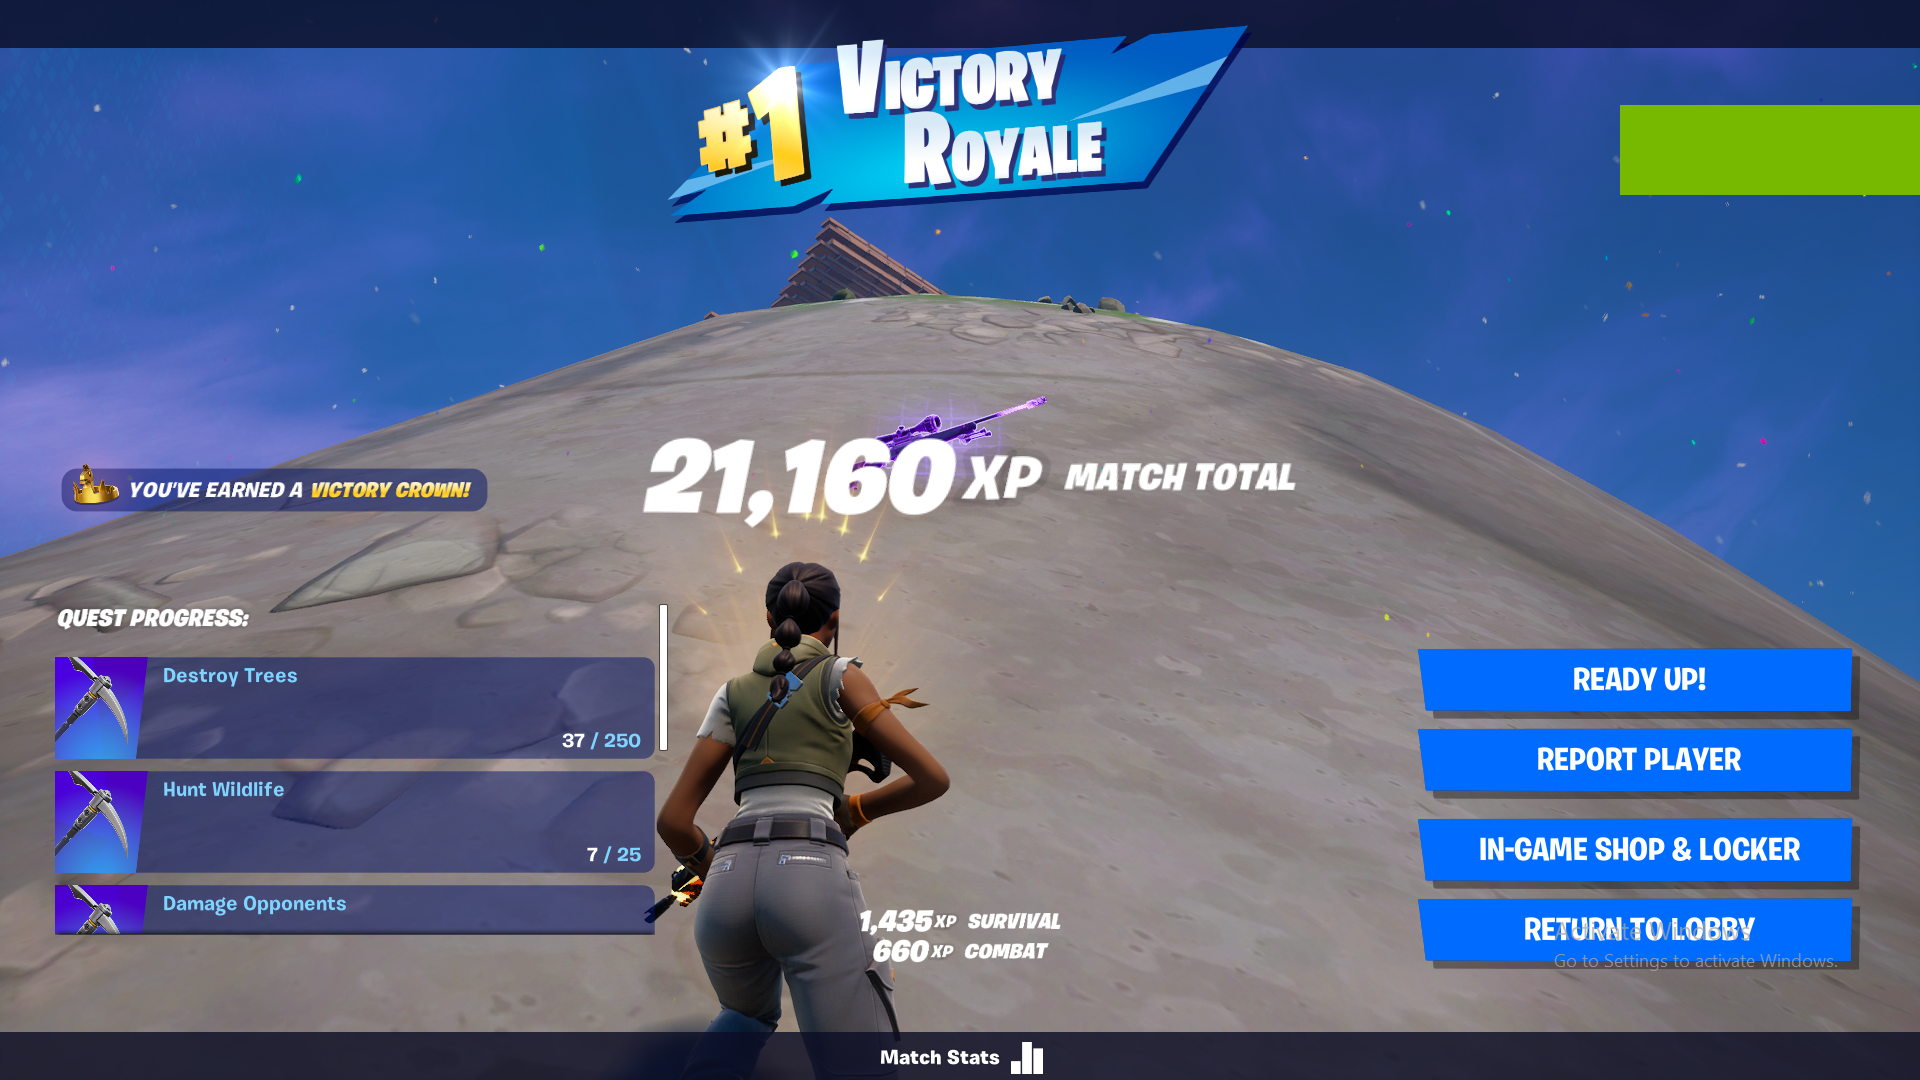 #1 VICTORY
ROYALE
21,160 XP MATCH TOTAL
YOU'VE EARNED A VICTORY CROWN!
QUEST PROGRESS:
Destroy Trees
37 / 250
Hunt Wildlife
7 / 25
Damage Opponents
1,435 XP SURVIVAL
660 XP COMBAT
READY UP!
REPORT PLAYER
IN-GAME SHOP & LOCKER
RETURN TO LOBBY
Activate Windows
Go to Settings to activate Windows.
Match Stats